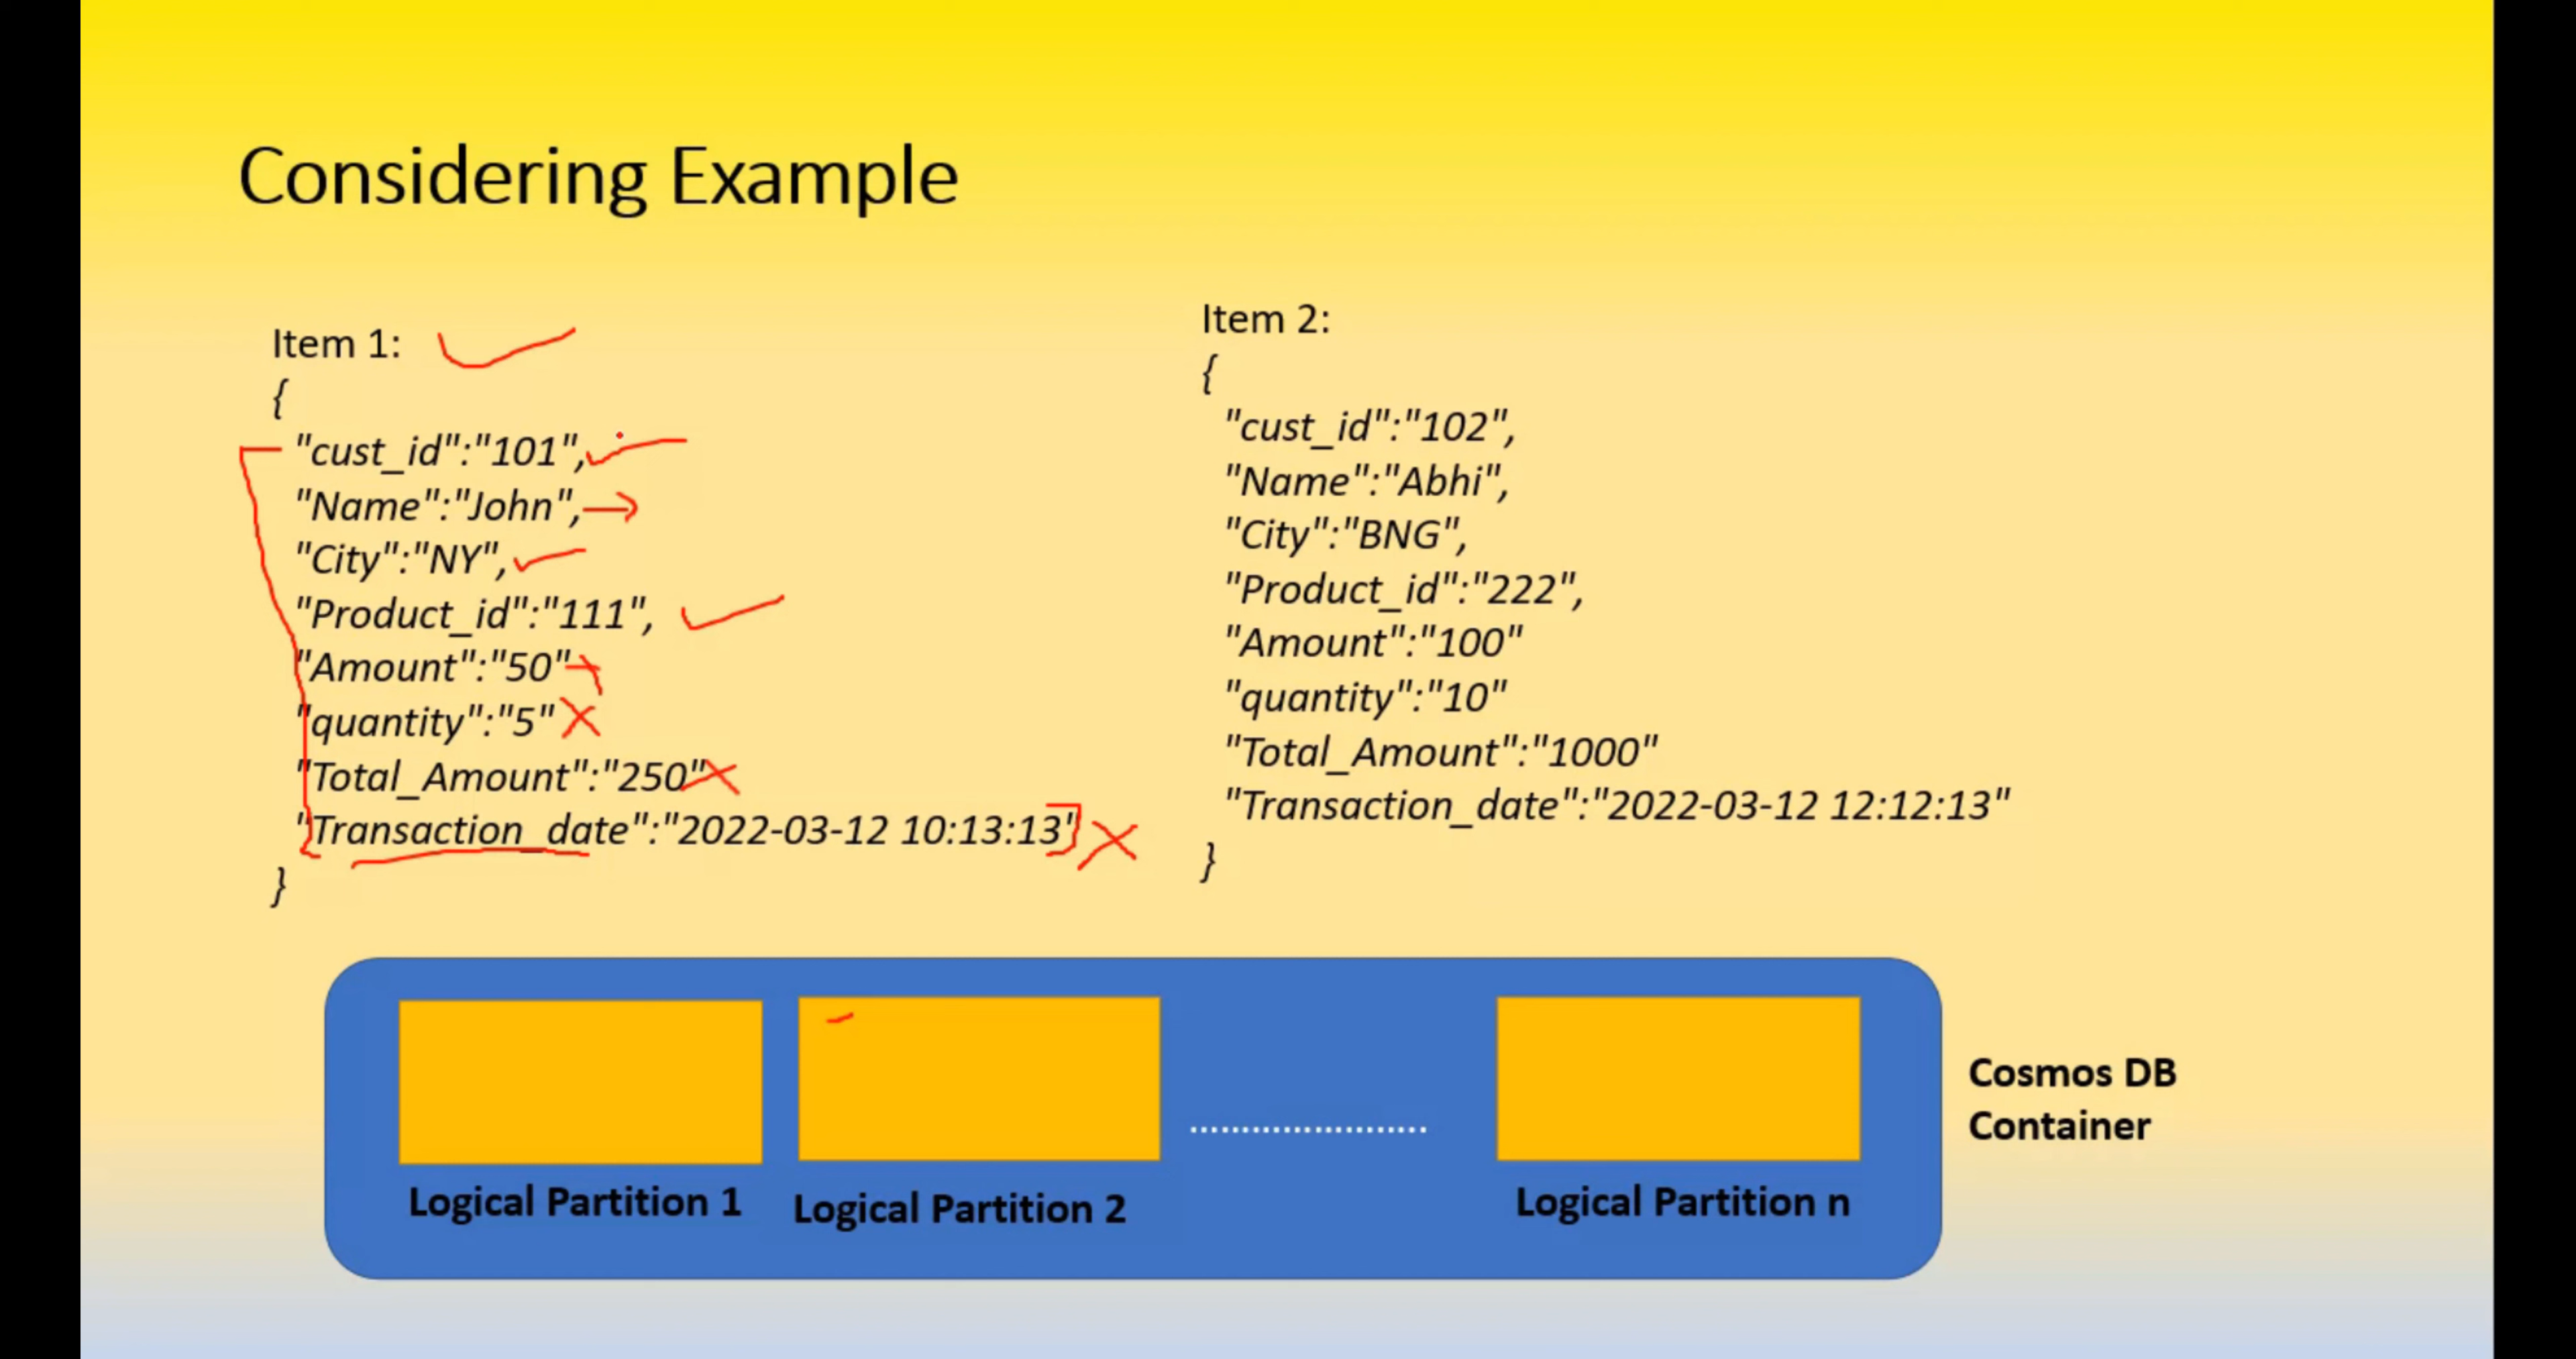 Considering Example
Item 1:
{
"cust_id":"101",
"Name":"John",
"City":"NY",
"Product_id":"111",
"Amount":"50"
"quantity":"5"
"Total_Amount":"250"
"Transaction_date":"2022-03-12 10:13:13"
}
Item 2:
{
"cust_id":"102",
"Name":"Abhi",
"City":"BNG",
"Product_id":"222",
"Amount":"100"
"quantity":"10"
"Total_Amount":"1000"
"Transaction_date":"2022-03-12 12:12:13"
}
Logical Partition 1
Logical Partition 2
.......................
Logical Partition n
Cosmos DB
Container